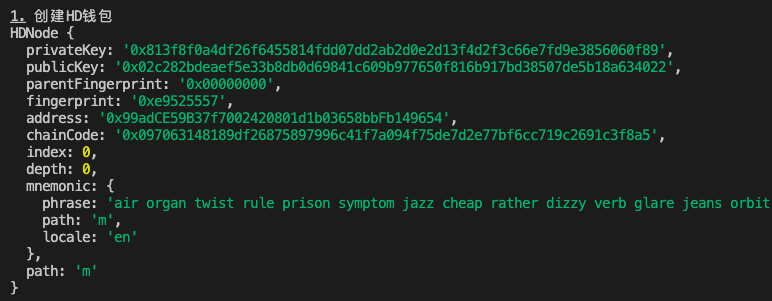 1. 创建HD钱包
HDNode {
  privateKey: '0x813f8f0a4df26f6455814fdd07dd2ab2d0e2d13f4d2f3c66e7fd9e3856060f89',
  publicKey: '0x02c282bdeaef5e33b8db0d69841c609b977650f816b917bd38507de5b18a634022',
  parentFingerprint: '0x00000000',
  fingerprint: '0xe9525557',
  address: '0x99adCE59B37f7002420801d1b03658bbFb149654',
  chainCode: '0x097063148189df26875897996c41f7a094f75de7d2e77bf6cc719c2691c3f8a5',
  index: 0,
  depth: 0,
  mnemonic: {
    phrase: 'air organ twist rule prison symptom jazz cheap rather dizzy verb glare jeans orbit
    path: 'm',
    locale: 'en'
  },
  path: 'm'
}